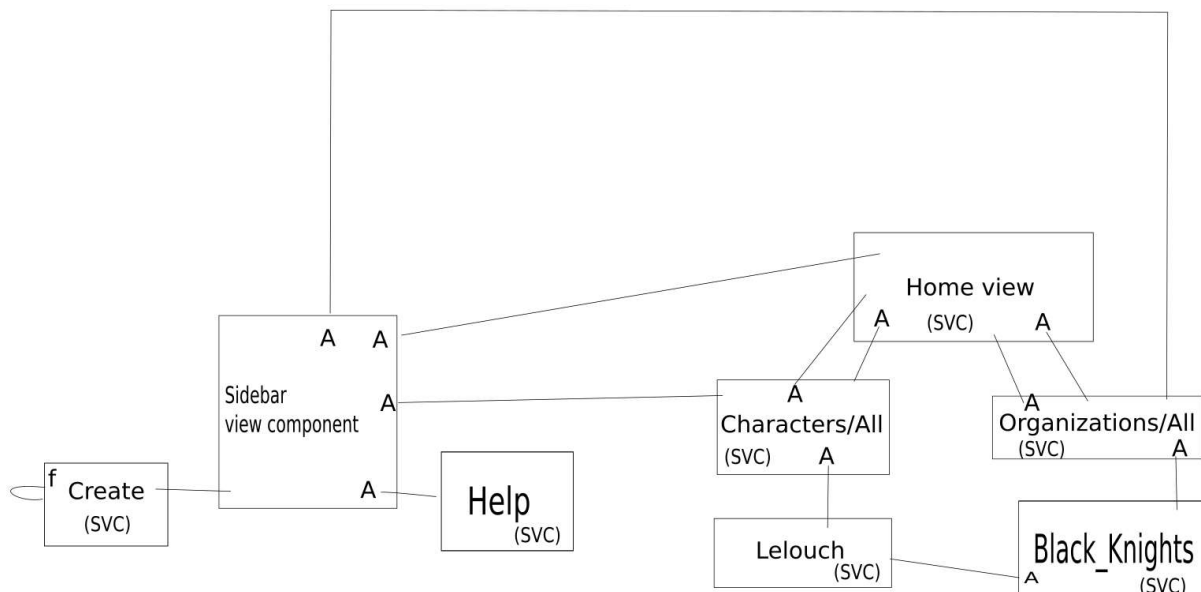 Home view
A
(SVC)
A
A
A
Sidebar
view component
A
A
Characters/All
(SVC)
A
A
Organizations/All
(SVC)
A
f
Create
(SVC)
A
Help
(SVC)
Lelouch
(SVC)
Black_Knights
A
(SVC)